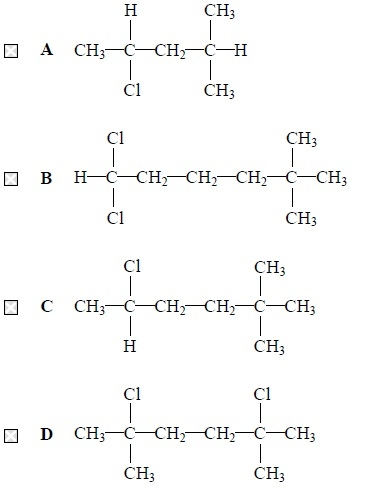 H CH₃
A CH₃—C—CH₂—C—H
Cl CH₃
Cl CH₃
B H—C—CH₂—CH₂—CH₂—C—CH₃
Cl CH₃
Cl CH₃
C CH₃—C—CH₂—CH₂—C—CH₃
H CH₃
Cl Cl
D CH₃—C—CH₂—CH₂—C—CH₃
CH₃ CH₃